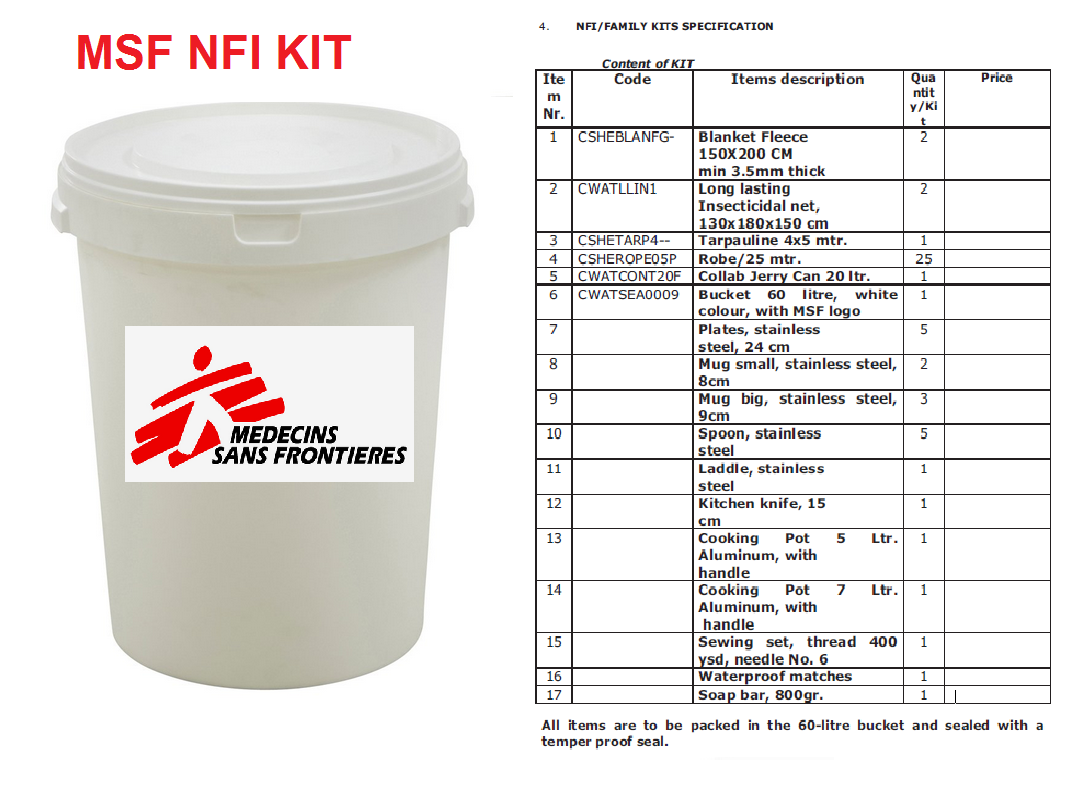 MSF NFI KIT
MEDECINS
SANS FRONTIERES
4. NFI/FAMILY KITS SPECIFICATION
Content of KIT
Ite
m
Nr.
Code
Items description
Qua
ntit
y/Ki
t
Price
1 CSHEBLANFG- Blanket Fleece 2
150X200 CM
min 3.5mm thick
2 CWATLLIN1 Long lasting 2
Insecticidal net,
130x180x150 cm
3 CSHETARP4-- Tarpauline 4x5 mtr. 1
4 CSHEROPE05P Robe/25 mtr. 25
5 CWATCONT20F Collab Jerry Can 20 ltr. 1
6 CWATSEA0009 Bucket 60 litre, white 1
colour, with MSF logo
7 Plates, stainless 5
steel, 24 cm
8 Mug small, stainless steel, 2
8cm
9 Mug big, stainless steel, 3
9cm
10 Spoon, stainless 5
steel
11 Laddle, stainless 1
steel
12 Kitchen knife, 15 1
cm
13 Cooking Pot 5 Ltr. 1
Aluminum, with
handle
14 Cooking Pot 7 Ltr. 1
Aluminum, with
handle
15 Sewing set, thread 400 1
ysd, needle No. 6
16 Waterproof matches 1
17 Soap bar, 800gr. 1
All items are to be packed in the 60-litre bucket and sealed with a
temper proof seal.